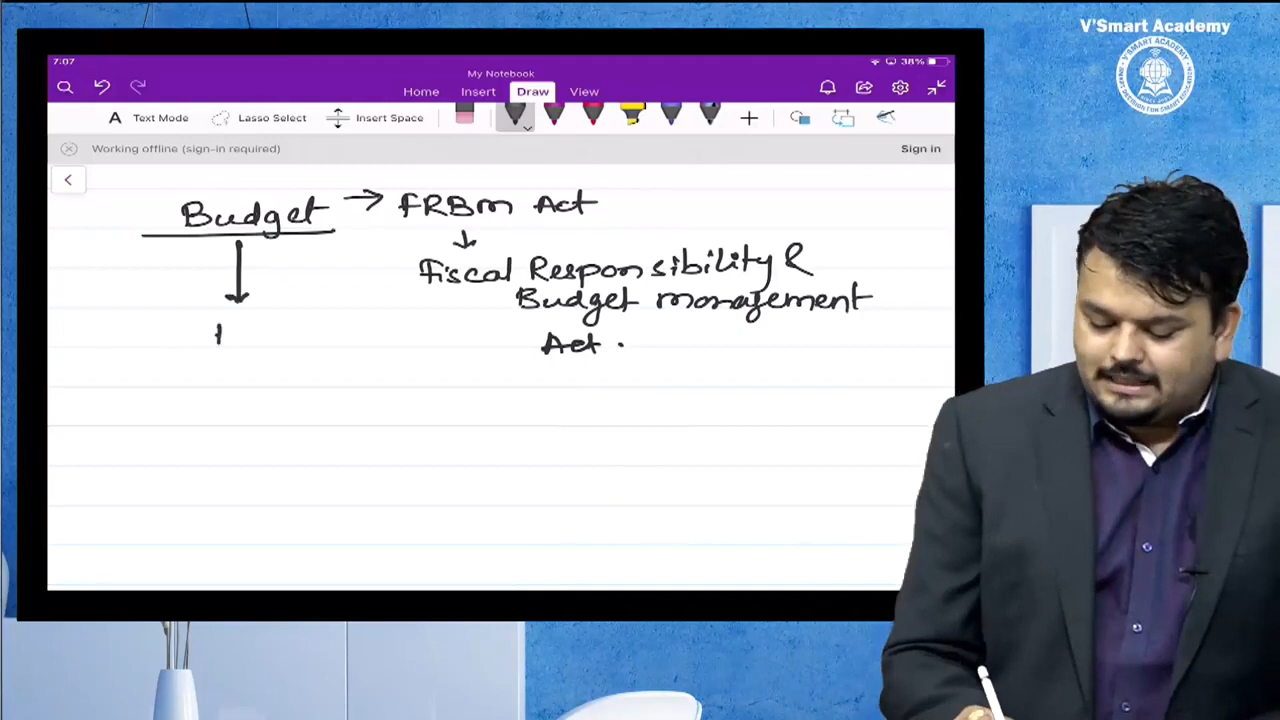 V'Smart Academy
7:07
38%
My Notebook
Home Insert Draw View
Text Mode Lasso Select Insert Space
Working offline (sign-in required)
Sign in
Budget → FRBM Act
Fiscal Responsibility &
Budget management
Act.